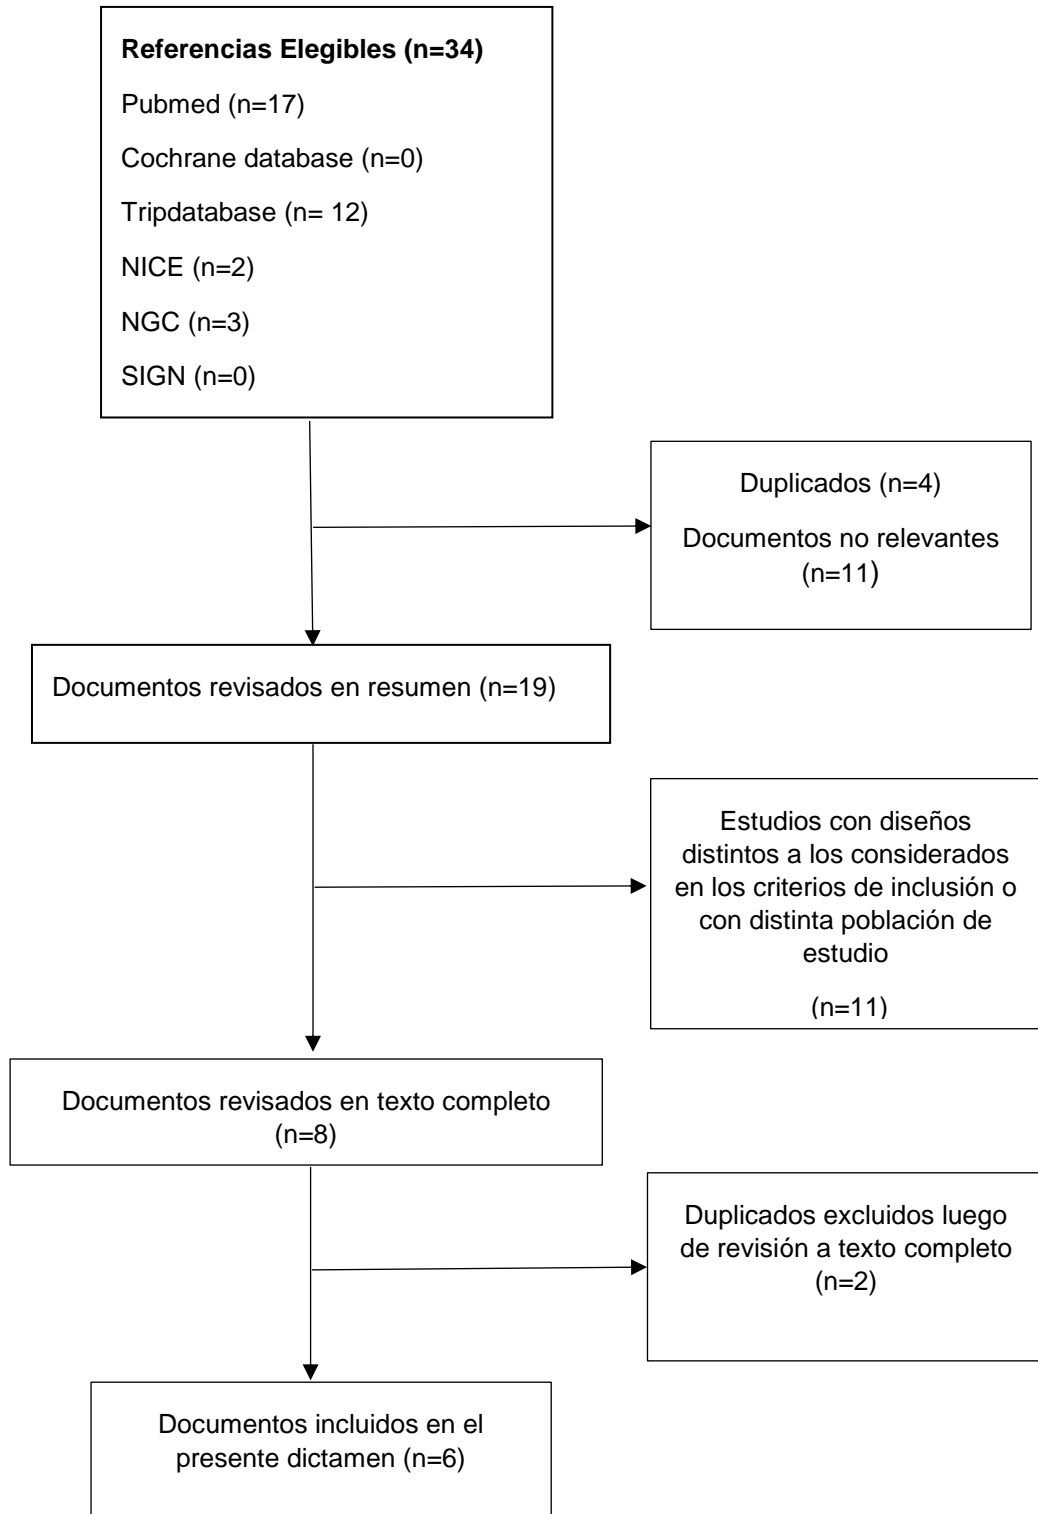 Referencias Elegibles (n=34)
Pubmed (n=17)
Cochrane database (n=0)
Tripdatabase (n= 12)
NICE (n=2)
NGC (n=3)
SIGN (n=0)
Duplicados (n=4)
Documentos no relevantes
(n=11)
Documentos revisados en resumen (n=19)
Estudios con diseños
distintos a los considerados
en los criterios de inclusión o
con distinta población de
estudio
(n=11)
Documentos revisados en texto completo
(n=8)
Duplicados excluidos luego
de revisión a texto completo
(n=2)
Documentos incluidos en el
presente dictamen (n=6)